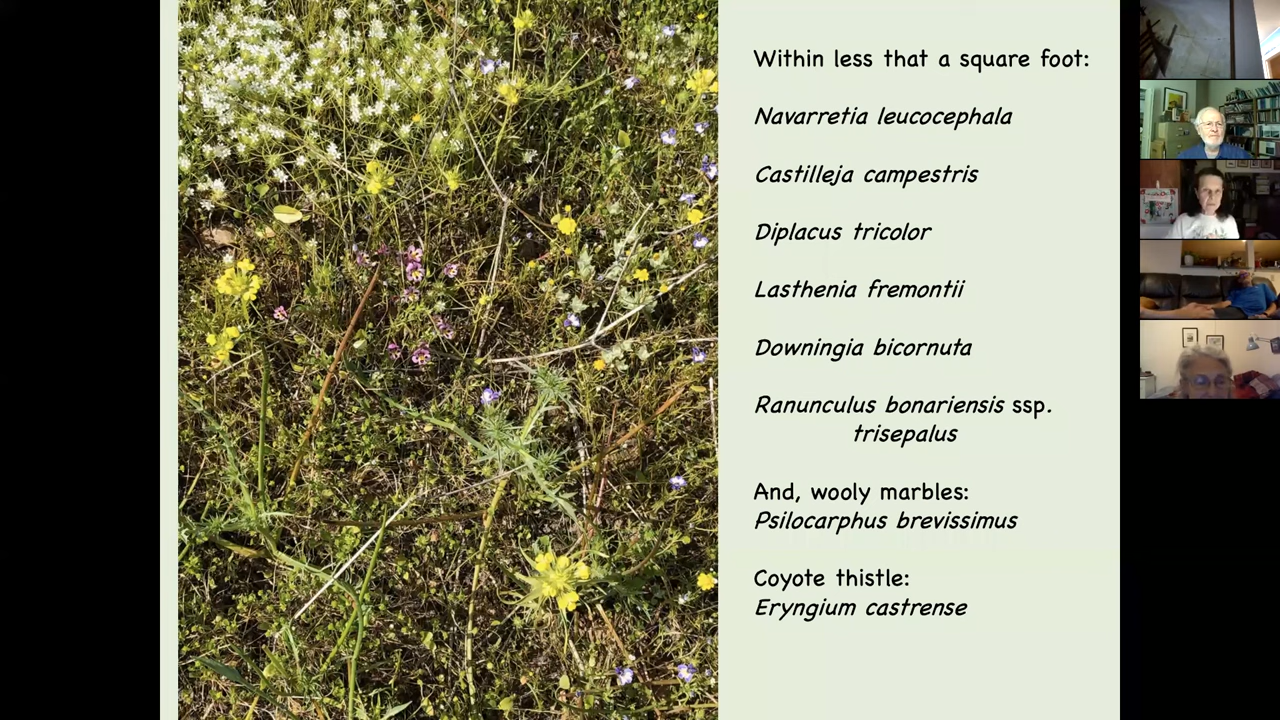 Within less that a square foot:
Navarretia leucocephala
Castilleja campestris
Diplacus tricolor
Lasthenia fremontii
Downingia bicornuta
Ranunculus bonariensis ssp.
trisepalus
And, wooly marbles:
Psilocarphus brevissimus
Coyote thistle:
Eryngium castrense